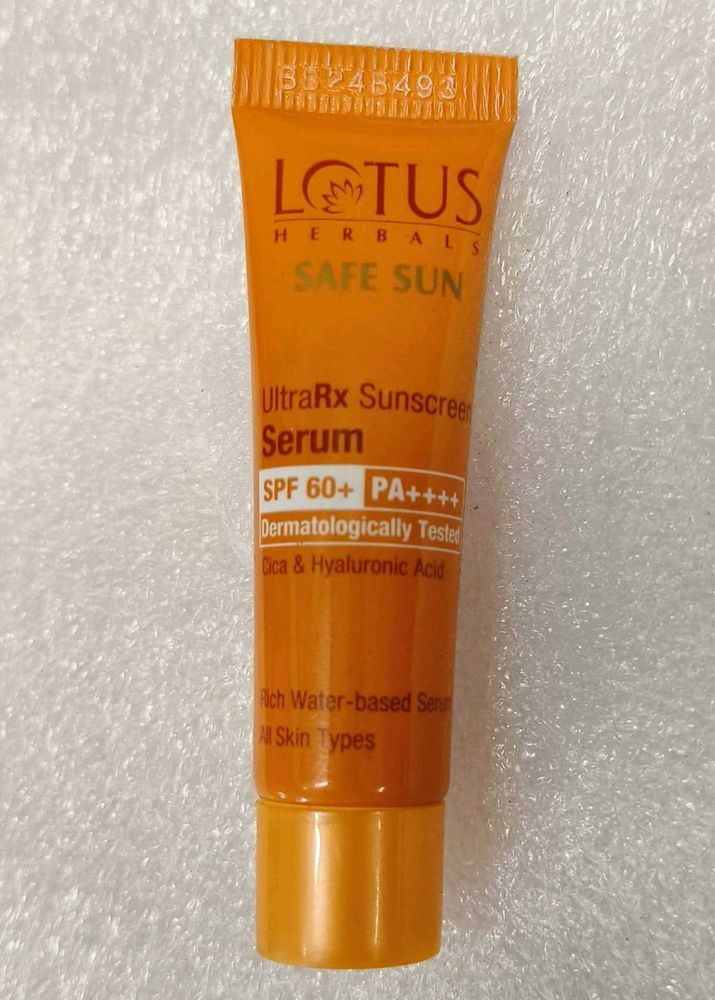 BB24B493
LOTUS
HERBALS
SAFE SUN
UltraRx Sunscreen
Serum
SPF 60+ PA++++
Dermatologically Tested
Cica & Hyaluronic Acid
Rich Water-based Serum
All Skin Types